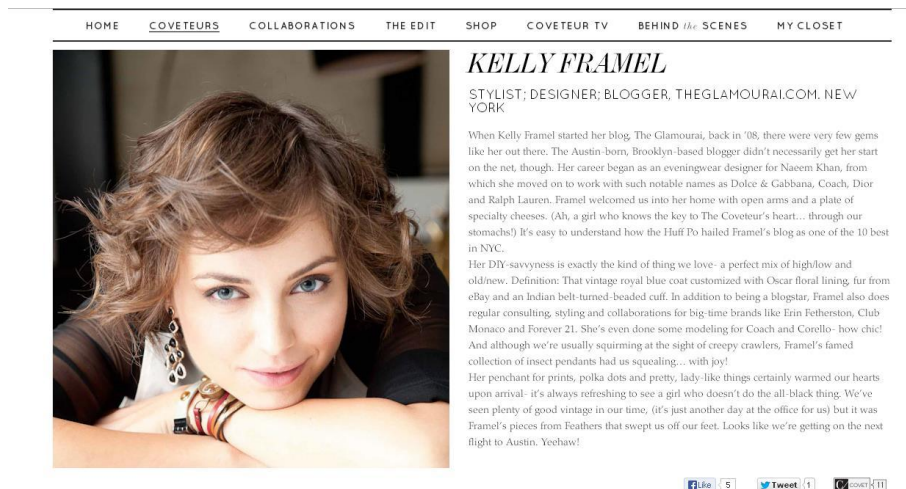 HOME COVETEURS COLLABORATIONS THE EDIT SHOP COVETEUR TV BEHIND the SCENES MY CLOSET
KELLY FRAMEL
STYLIST; DESIGNER; BLOGGER, THEGLAMOURAI.COM. NEW
YORK
When Kelly Framel started her blog, The Glamourai, back in '08, there were very few gems
like her out there. The Austin-born, Brooklyn-based blogger didn't necessarily get her start
on the net, though. Her career began as an eveningwear designer for Naeem Khan, from
which she moved on to work with such notable names as Dolce & Gabbana, Coach, Dior
and Ralph Lauren. Framel welcomed us into her home with open arms and a plate of
specialty cheeses. (Ah, a girl who knows the key to The Coveteur's heart... through our
stomachs!) It's easy to understand how the Huff Po hailed Framel's blog as one of the 10 best
in NYC.
Her DIY-savvyness is exactly the kind of thing we love- a perfect mix of high/low and
old/new. Definition: That vintage royal blue coat customized with Oscar floral lining, fur from
eBay and an Indian belt-turned-beaded cuff. In addition to being a blogstar, Framel also does
regular consulting, styling and collaborations for big-time brands like Erin Fetherston, Club
Monaco and Forever 21. She's even done some modeling for Coach and Corello- how chic!
And although we're usually squirming at the sight of creepy crawlers, Framel's famed
collection of insect pendants had us squealing... with joy!
Her penchant for prints, polka dots and pretty, lady-like things certainly warmed our hearts
upon arrival- it's always refreshing to see a girl who doesn't do the all-black thing. We've
seen plenty of good vintage in our time, (it's just another day at the office for us) but it was
Framel's pieces from Feathers that swept us off our feet. Looks like we're getting on the next
flight to Austin. Yeehaw!
Like 5 Tweet 1 COVET 11